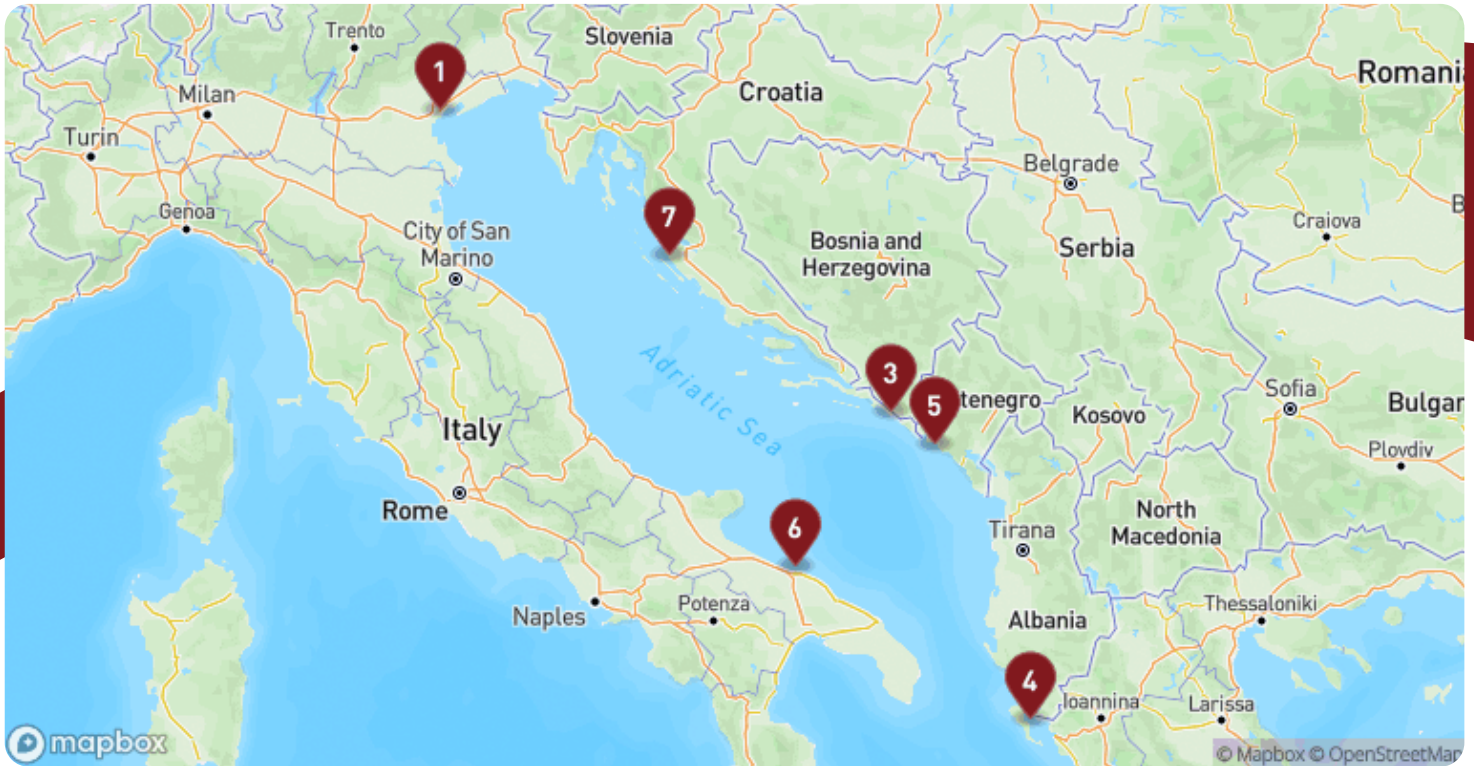 Trento
Slovenia
1
Romani
Milan
Croatia
Turin
Belgrade
Genoa
7
City of San
Marino
Bosnia and
Herzegovina
Serbia
Craiova
B
Adriatic Sea
3
5
tenegro
Kosovo
Sofia
Bulgar
Italy
Plovdiv
Rome
6
North
Macedonia
Tirana
Naples
Potenza
Albania
Thessaloniki
4
Ioannina
Larissa
mapbox
© Mapbox © OpenStreetMap